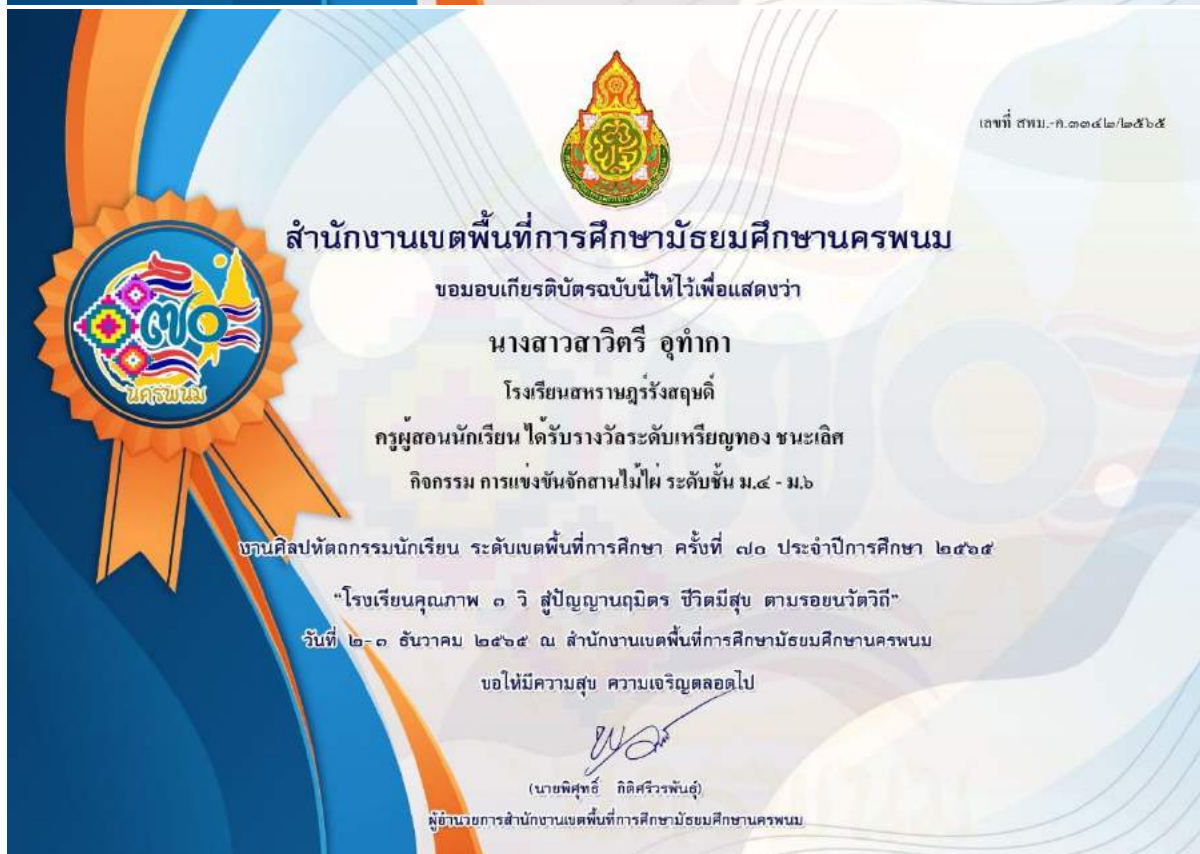 เลขที่ สพม.-ค.๓๓๔๒/๒๕๖๕
สำนักงานเขตพื้นที่การศึกษามัธยมศึกษานครพนม
ขอมอบเกียรติบัตรฉบับนี้ให้ไว้เพื่อแสดงว่า
นางสาวสาวิตรี อุทำกา
โรงเรียนสหราษฎร์รังสฤษดิ์
ครูผู้สอนนักเรียน ได้รับรางวัลระดับเหรียญทอง ชนะเลิศ
กิจกรรม การแข่งขันจักสานไม้ไผ่ ระดับชั้น ม.๔ - ม.๖
๗๐
นครพนม
งานศิลปหัตถกรรมนักเรียน ระดับเขตพื้นที่การศึกษา ครั้งที่ ๗๐ ประจำปีการศึกษา ๒๕๖๕
“โรงเรียนคุณภาพ ๓ วิ สู่ปัญญานฤมิตร ชีวิตมีสุข ตามรอยนวัตวิถี”
วันที่ ๒-๓ ธันวาคม ๒๕๖๕ ณ สำนักงานเขตพื้นที่การศึกษามัธยมศึกษานครพนม
ขอให้มีความสุข ความเจริญตลอดไป
(นายพิศุทธิ์ กิติศรีวรพันธุ์)
ผู้อำนวยการสำนักงานเขตพื้นที่การศึกษามัธยมศึกษานครพนม